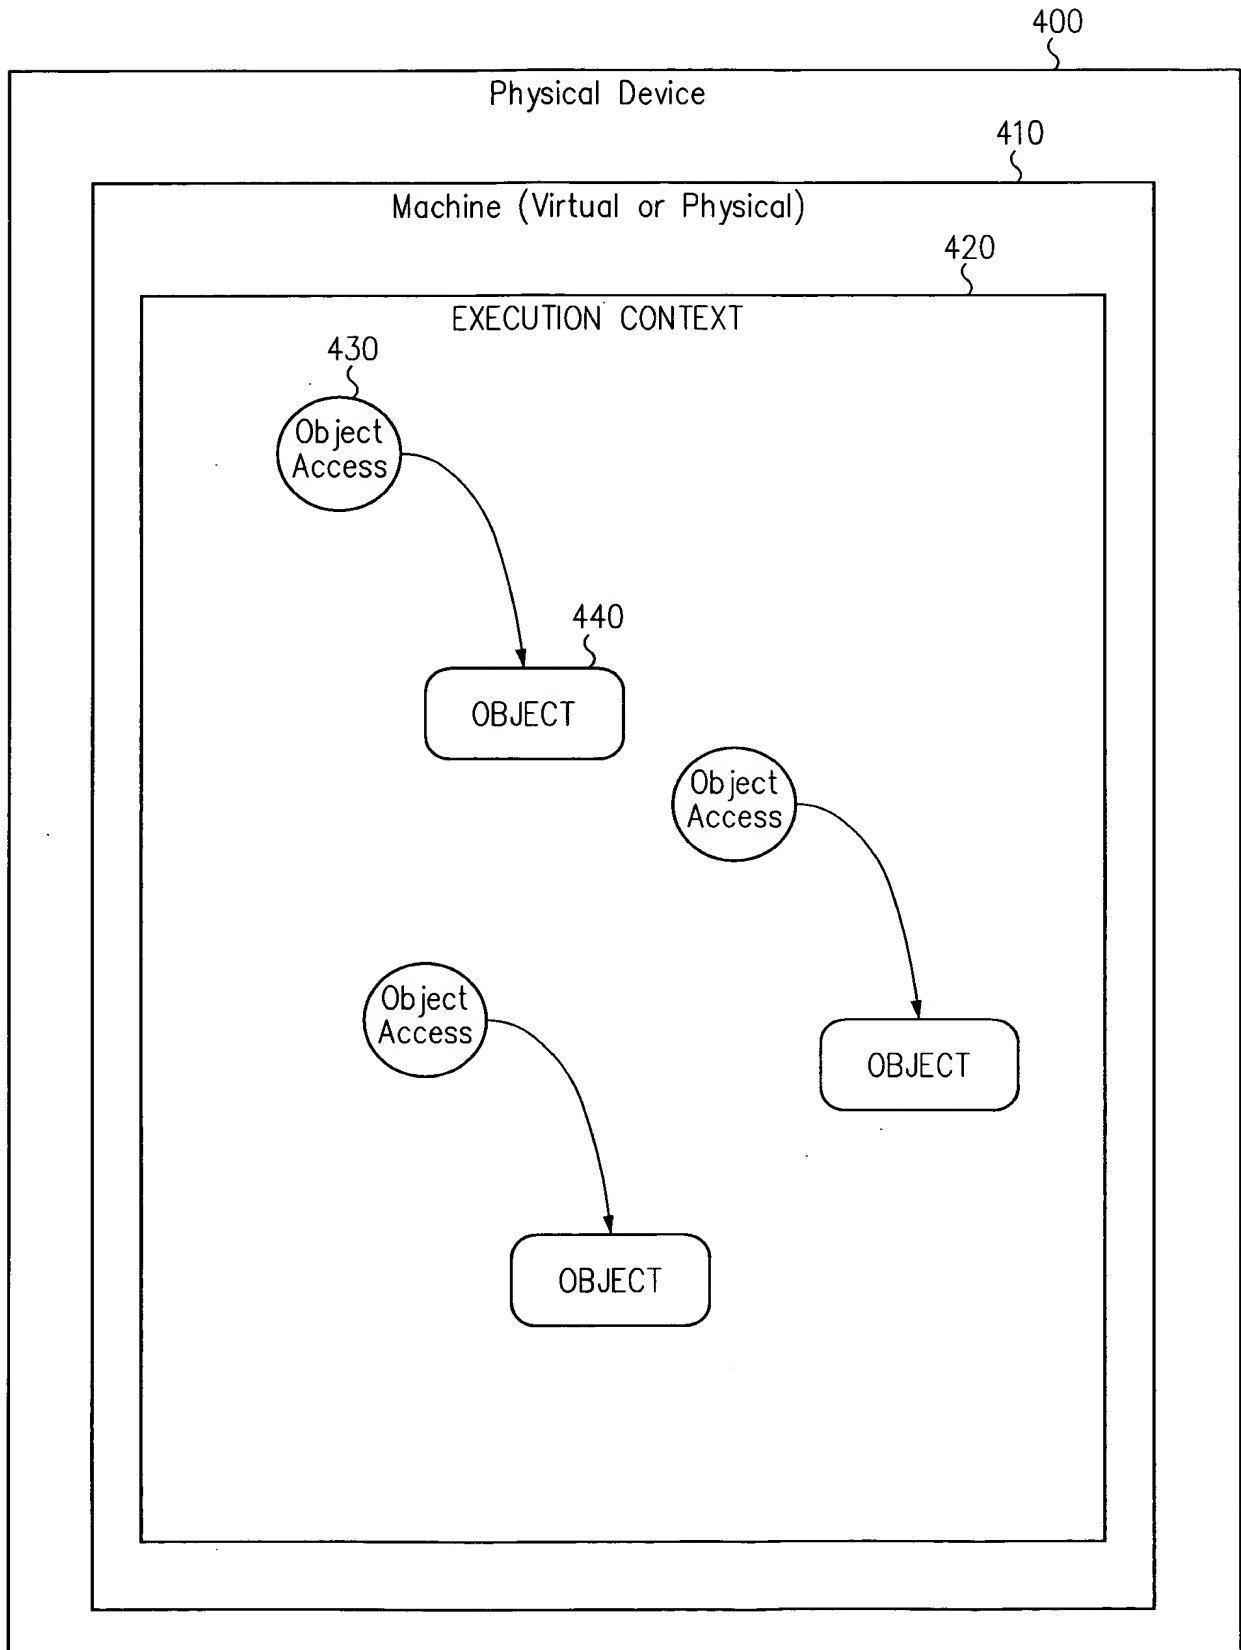 400
Physical Device
410
Machine (Virtual or Physical)
420
EXECUTION CONTEXT
430
Object
Access
440
OBJECT
Object
Access
Object
Access
OBJECT
OBJECT